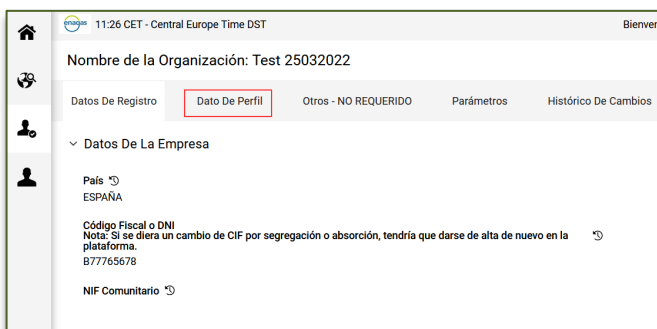 enagas 11:26 CET - Central Europe Time DST Bienven
Nombre de la Organización: Test 25032022
Datos De Registro Dato De Perfil Otros - NO REQUERIDO Parámetros Histórico De Cambios
Datos De La Empresa
País
ESPAÑA
Código Fiscal o DNI
Nota: Si se diera un cambio de CIF por segregación o absorción, tendría que darse de alta de nuevo en la
plataforma.
B77765678
NIF Comunitario